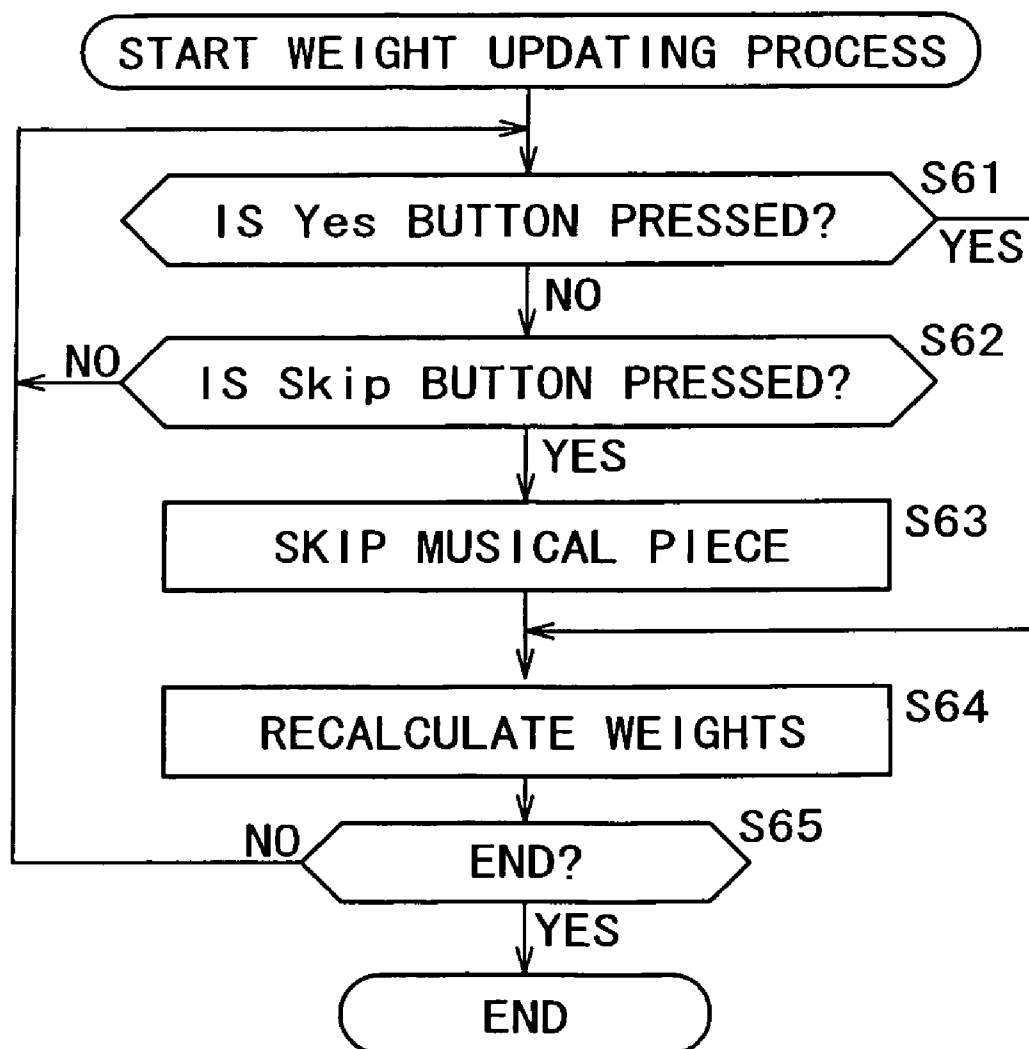 START WEIGHT UPDATING PROCESS
S61
IS Yes BUTTON PRESSED?
YES
NO
S62
NO
IS Skip BUTTON PRESSED?
YES
S63
SKIP MUSICAL PIECE
S64
RECALCULATE WEIGHTS
S65
NO
END?
YES
END